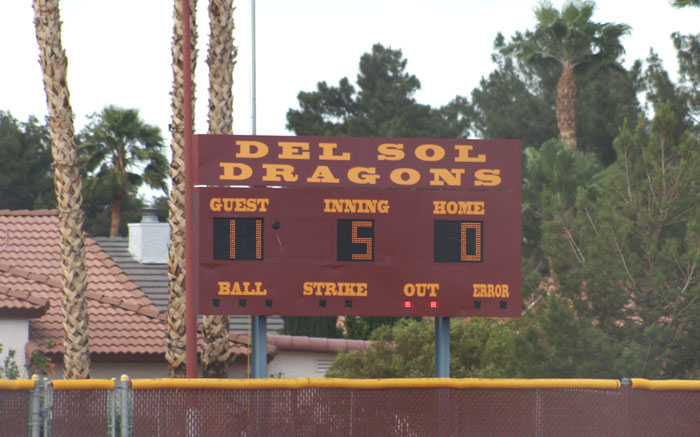 DEL SOL
DRAGONS
GUEST INNING HOME
11 5 0
BALL STRIKE OUT ERROR